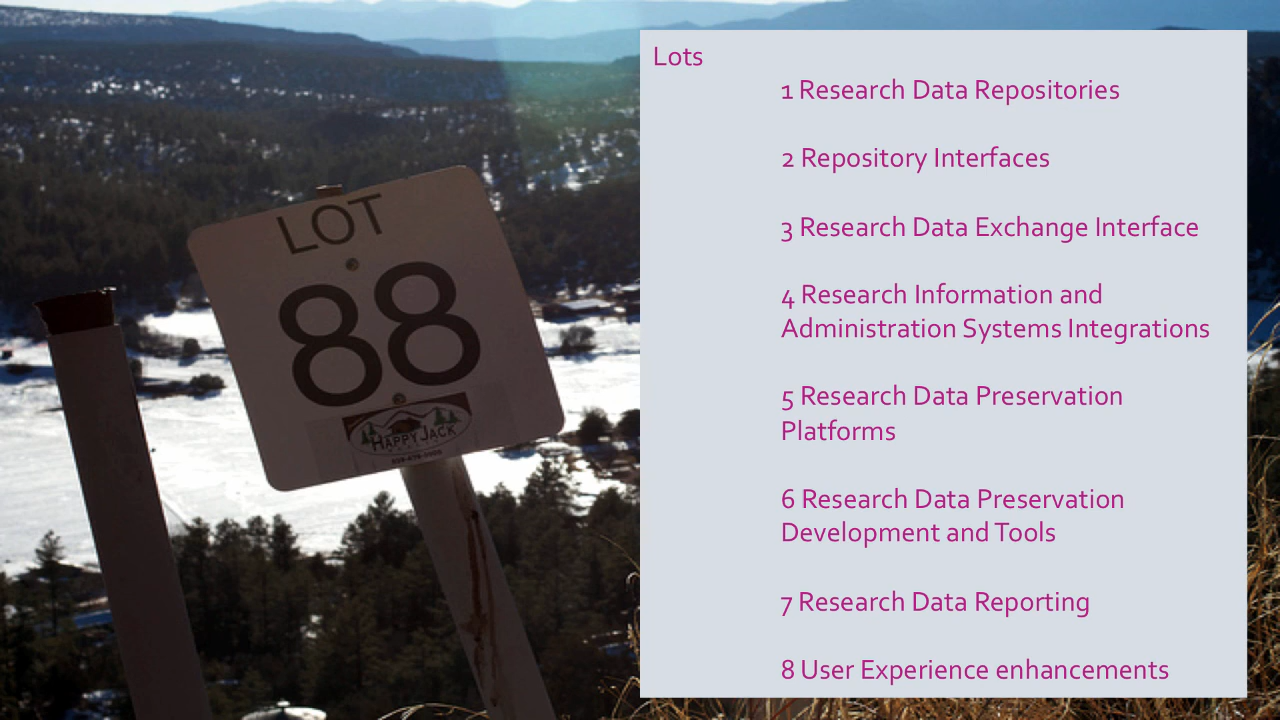 LOT
88
HAPPY JACK
Lots
1 Research Data Repositories
2 Repository Interfaces
3 Research Data Exchange Interface
4 Research Information and
Administration Systems Integrations
5 Research Data Preservation
Platforms
6 Research Data Preservation
Development and Tools
7 Research Data Reporting
8 User Experience enhancements